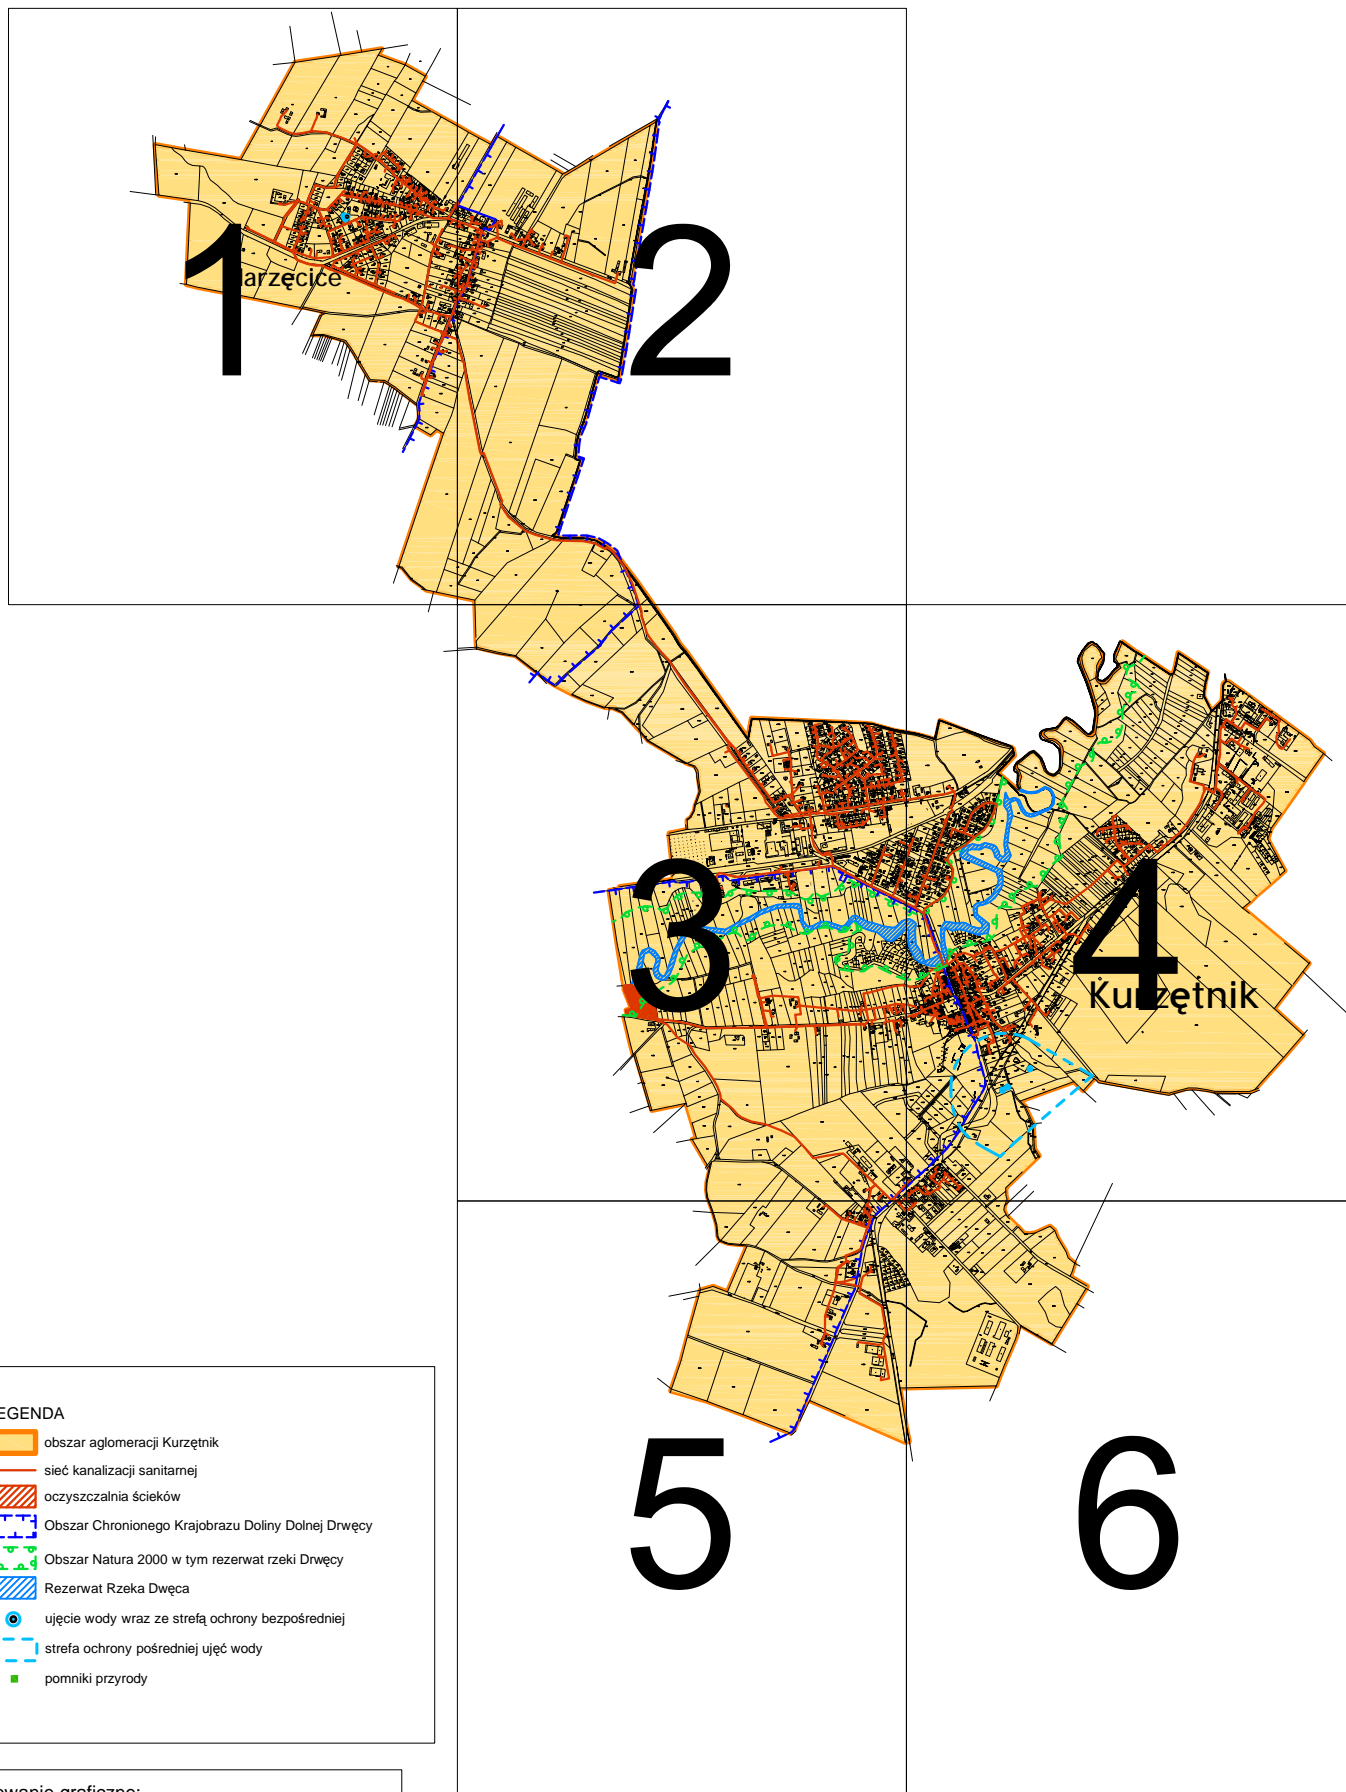 1
2
arzęcice
3
4
Kurzętnik
5
6
EGENDA
obszar aglomeracji Kurzętnik
sieć kanalizacji sanitarnej
oczyszczalnia ścieków
Obszar Chronionego Krajobrazu Doliny Dolnej Drwęcy
Obszar Natura 2000 w tym rezerwat rzeki Drwęcy
Rezerwat Rzeka Dwęca
ujęcie wody wraz ze strefą ochrony bezpośredniej
strefa ochrony pośredniej ujęć wody
pomniki przyrody
owanie graficzne: